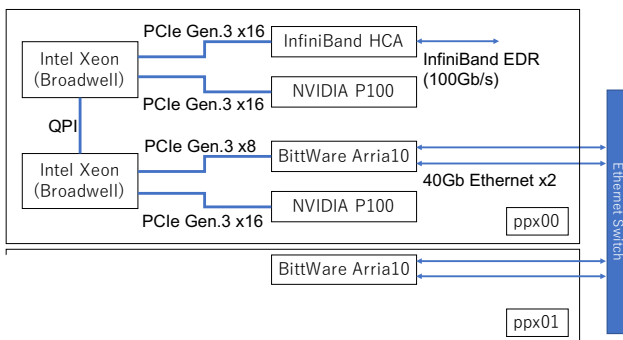 PCIe Gen.3 x16
InfiniBand HCA
Intel Xeon
(Broadwell)
InfiniBand EDR
(100Gb/s)
NVIDIA P100
PCIe Gen.3 x16
QPI
PCIe Gen.3 x8
BittWare Arria10
Intel Xeon
(Broadwell)
40Gb Ethernet x2
NVIDIA P100
PCIe Gen.3 x16
ppx00
Ethernet Switch
BittWare Arria10
ppx01